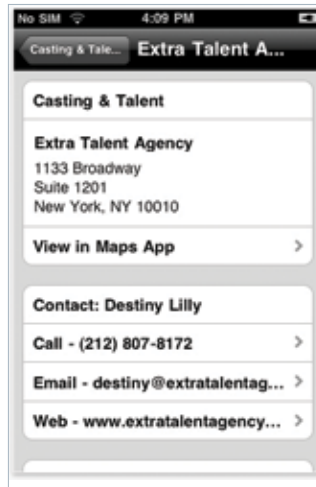 No SIM 4:09 PM
Casting & Tale... Extra Talent A...
Casting & Talent
Extra Talent Agency
1133 Broadway
Suite 1201
New York, NY 10010
View in Maps App
Contact: Destiny Lilly
Call - (212) 807-8172
Email - destiny@extratalentag...
Web - www.extratalentagency...